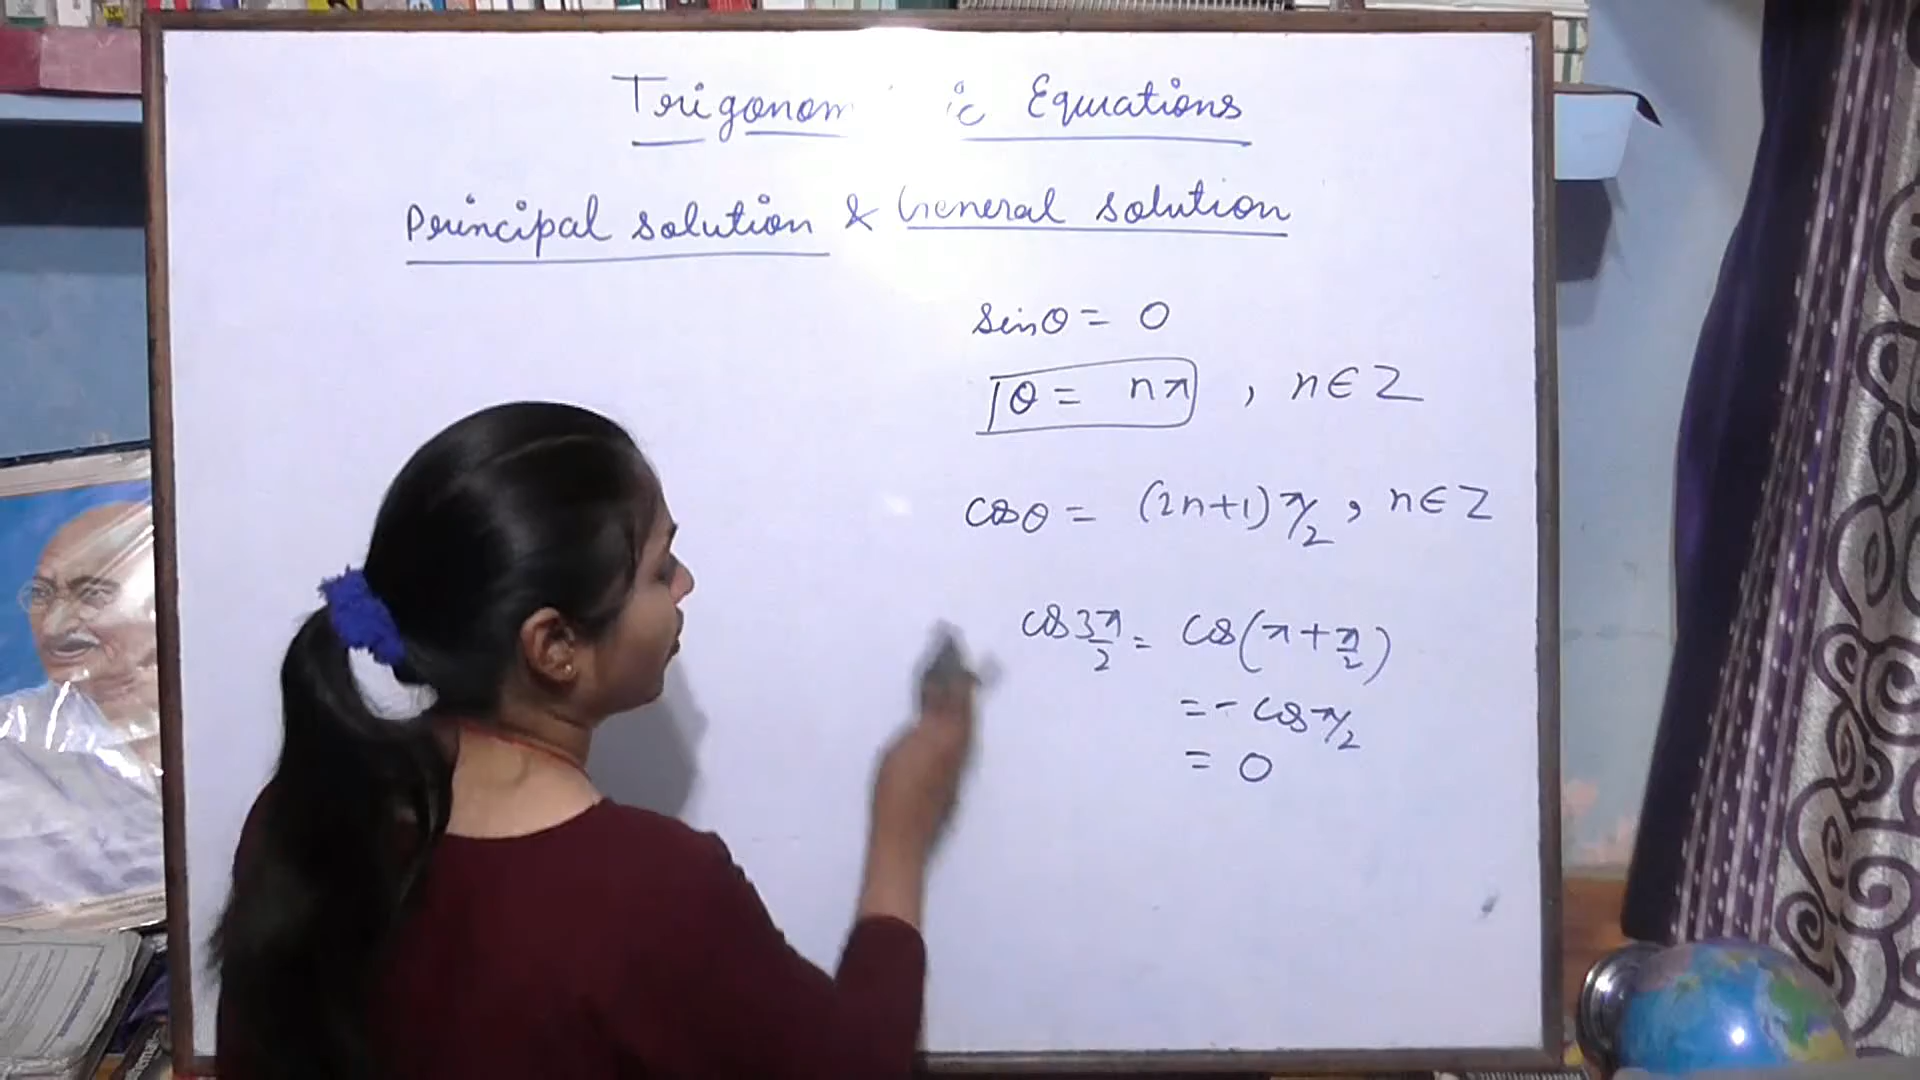 Trigonom ic Equations
Principal solution & General solution
sinθ = 0
θ = nπ , n∈Z
cosθ = (2n+1)π/2, n∈Z
cos3π/2 = cos(π+π/2)
= - cosπ/2
= 0